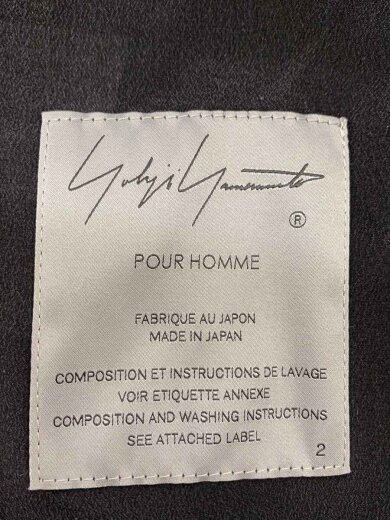 Yohji Yamamoto
®
POUR HOMME
FABRIQUE AU JAPON
MADE IN JAPAN
COMPOSITION ET INSTRUCTIONS DE LAVAGE
VOIR ETIQUETTE ANNEXE
COMPOSITION AND WASHING INSTRUCTIONS
SEE ATTACHED LABEL
2